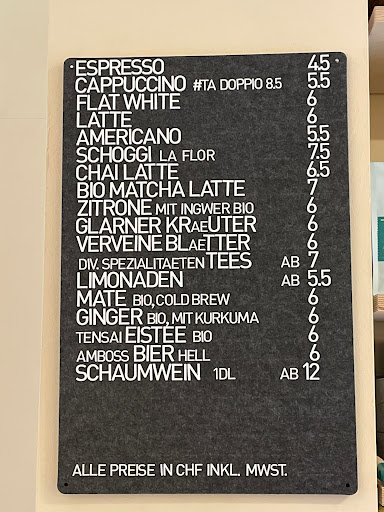 ESPRESSO 4.5
CAPPUCCINO #TA DOPPIO 8.5 5.5
FLAT WHITE 6
LATTE 6
AMERICANO 5.5
SCHOGGI LA FLOR 7.5
CHAI LATTE 6.5
BIO MATCHA LATTE 7
ZITRONE MIT INGWER BIO 6
GLARNER KRAEUTER 6
VERVEINE BLAETTER 6
DIV. SPEZIALITAETEN TEES AB 7
LIMONADEN AB 5.5
MATE BIO, COLD BREW 6
GINGER BIO, MIT KURKUMA 6
TENSAI EISTEE BIO 6
AMBOSS BIER HELL 6
SCHAUMWEIN 1DL AB 12
ALLE PREISE IN CHF INKL. MWST.